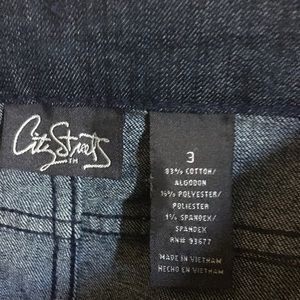 City Streets
TM
3
83% COTTON/
ALGODON
16% POLYESTER/
POLIESTER
1% SPANDEX/
SPANDEX
RN# 93677
MADE IN VIETNAM
HECHO EN VIETNAM